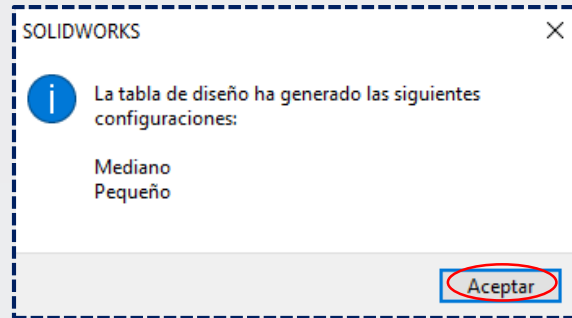 SOLIDWORKS
La tabla de diseño ha generado las siguientes
configuraciones:
Mediano
Pequeño
Aceptar